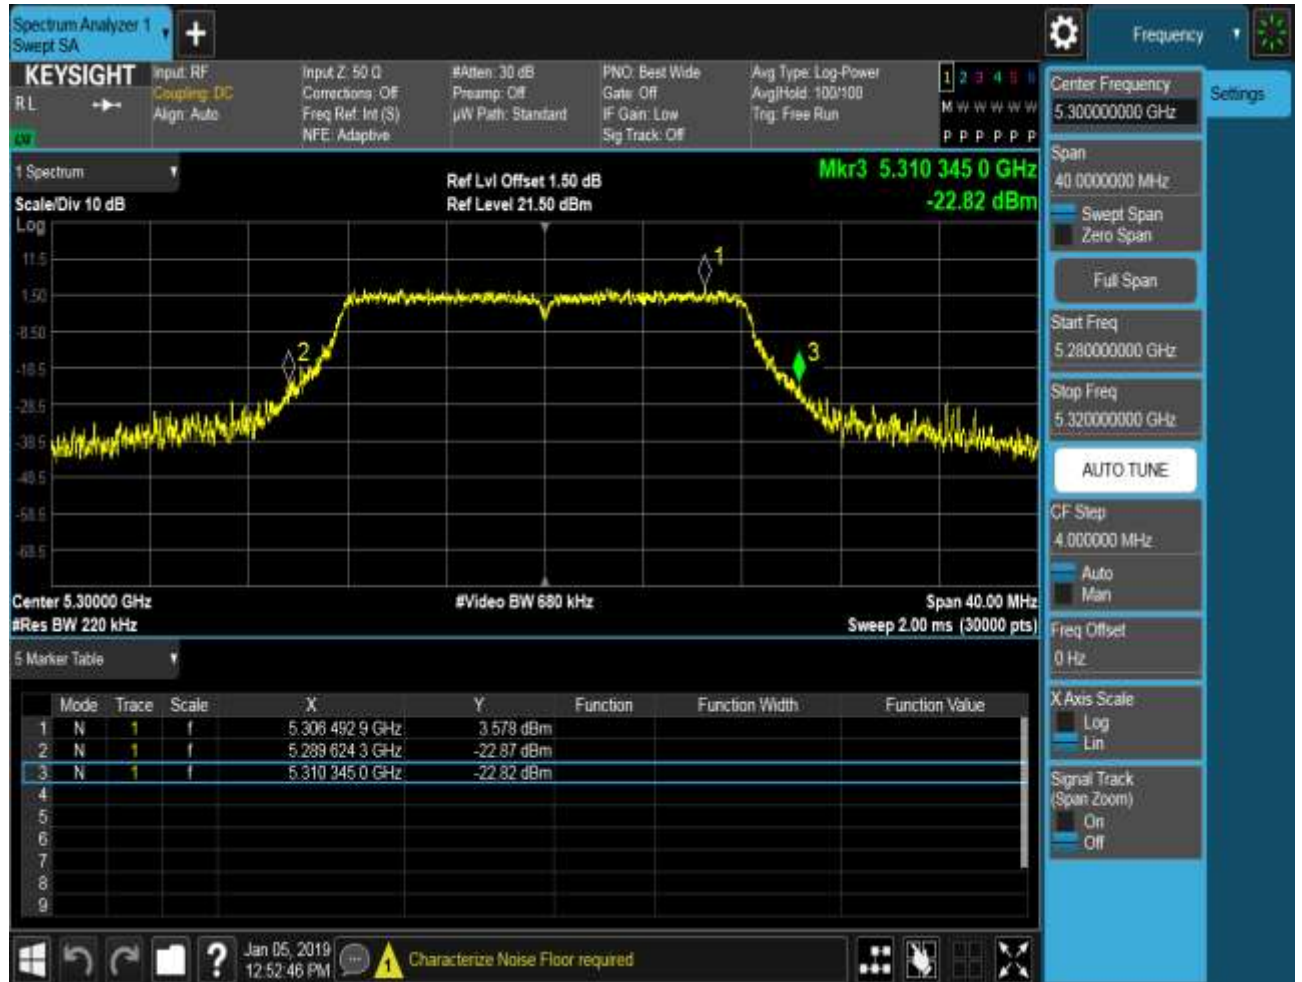 Spectrum Analyzer 1
Swept SA
Frequency
KEYSIGHT
Input: RF
Coupling: DC
Align: Auto
Input Z: 50 Ω
Corrections: Off
Freq Ref: Int (S)
NFE: Adaptive
#Atten: 30 dB
Preamp: Off
µW Path: Standard
PNO: Best Wide
Gate: Off
IF Gain: Low
Sig Track: Off
Avg Type: Log-Power
Avg|Hold: 100/100
Trig: Free Run
1 2 3 4 5 6
M W W W W W
P P P P P P
R L
1 Spectrum
Scale/Div 10 dB
Ref Lvl Offset 1.50 dB
Ref Level 21.50 dBm
Mkr3 5.310 345 0 GHz
-22.82 dBm
Log
11.5
1.50
-8.50
-18.5
-28.5
-38.5
-48.5
-58.5
-68.5
1
2
3
Center 5.30000 GHz
#Video BW 680 kHz
Span 40.00 MHz
#Res BW 220 kHz
Sweep 2.00 ms (30000 pts)
5 Marker Table
Mode Trace Scale X Y Function Function Width Function Value
1 N 1 f 5.306 492 9 GHz 3.578 dBm
2 N 1 f 5.289 624 3 GHz -22.87 dBm
3 N 1 f 5.310 345 0 GHz -22.82 dBm
4
5
6
7
8
9
Jan 05, 2019
12:52:46 PM
1
Characterize Noise Floor required
?
Settings
Center Frequency
5.300000000 GHz
Span
40.0000000 MHz
Swept Span
Zero Span
Full Span
Start Freq
5.280000000 GHz
Stop Freq
5.320000000 GHz
AUTO TUNE
CF Step
4.000000 MHz
Auto
Man
Freq Offset
0 Hz
X Axis Scale
Log
Lin
Signal Track
(Span Zoom)
On
Off